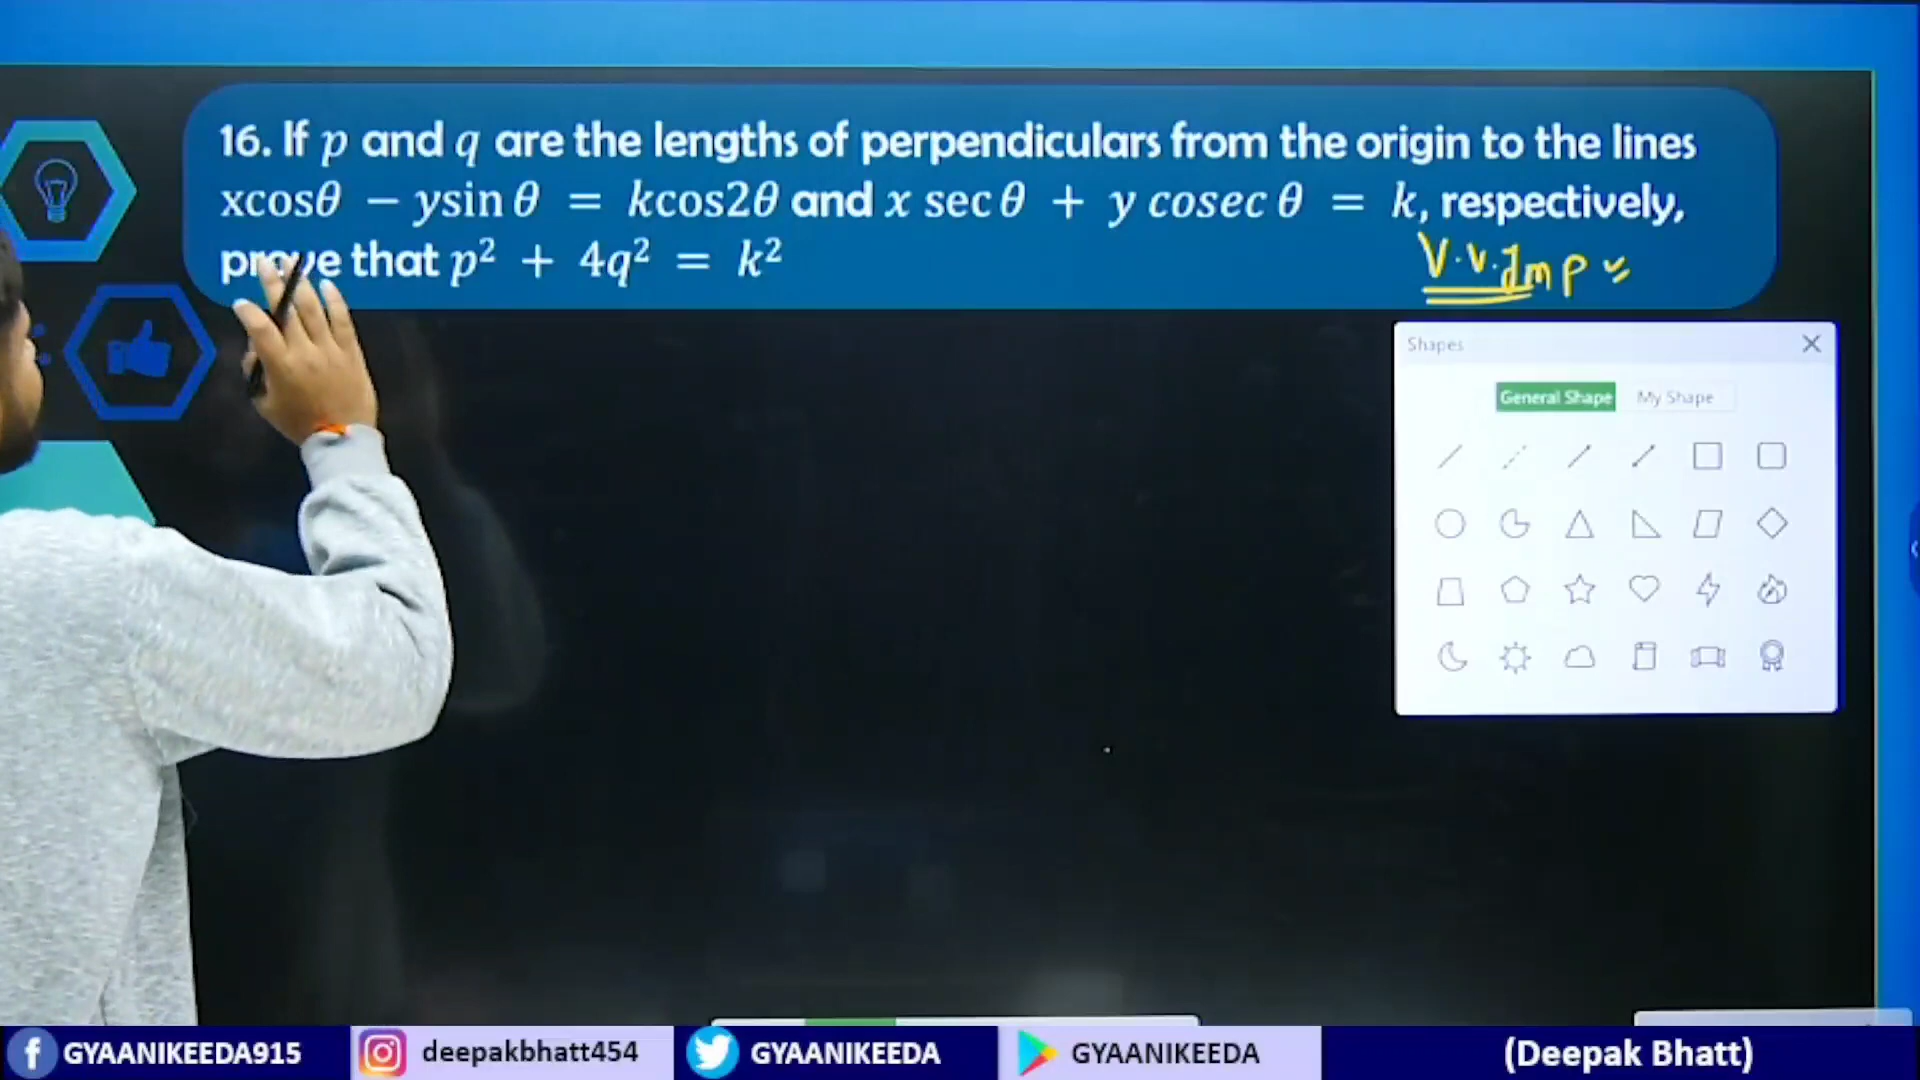 16. If p and q are the lengths of perpendiculars from the origin to the lines
xcosθ − ysin θ = kcos2θ and x sec θ + y cosec θ = k, respectively,
prove that p² + 4q² = k²
V.V.Imp
Shapes
General Shape My Shape
GYAANIKEEDA915 deepakbhatt454 GYAANIKEEDA GYAANIKEEDA (Deepak Bhatt)